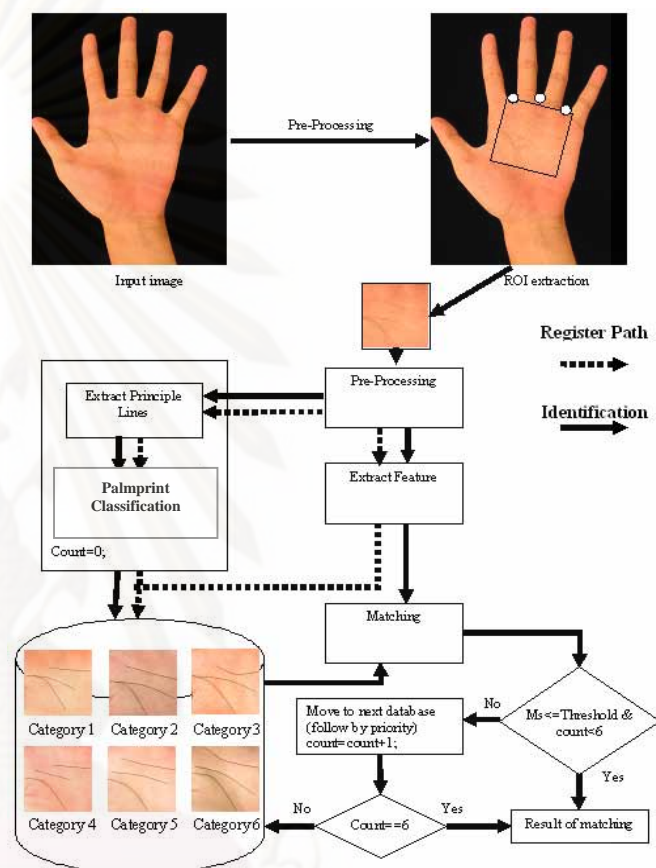 Pre-Processing
Input image
ROI extraction
Register Path
Identification
Pre-Processing
Extract Principle
Lines
Palmprint
Classification
Count=0;
Extract Feature
Matching
Category 1
Category 2
Category 3
Category 4
Category 5
Category6
Move to next database
(follow by priority)
count=count+1;
No
Ms<=Threshold &
count<6
Yes
No
Count==6
Yes
Result of matching